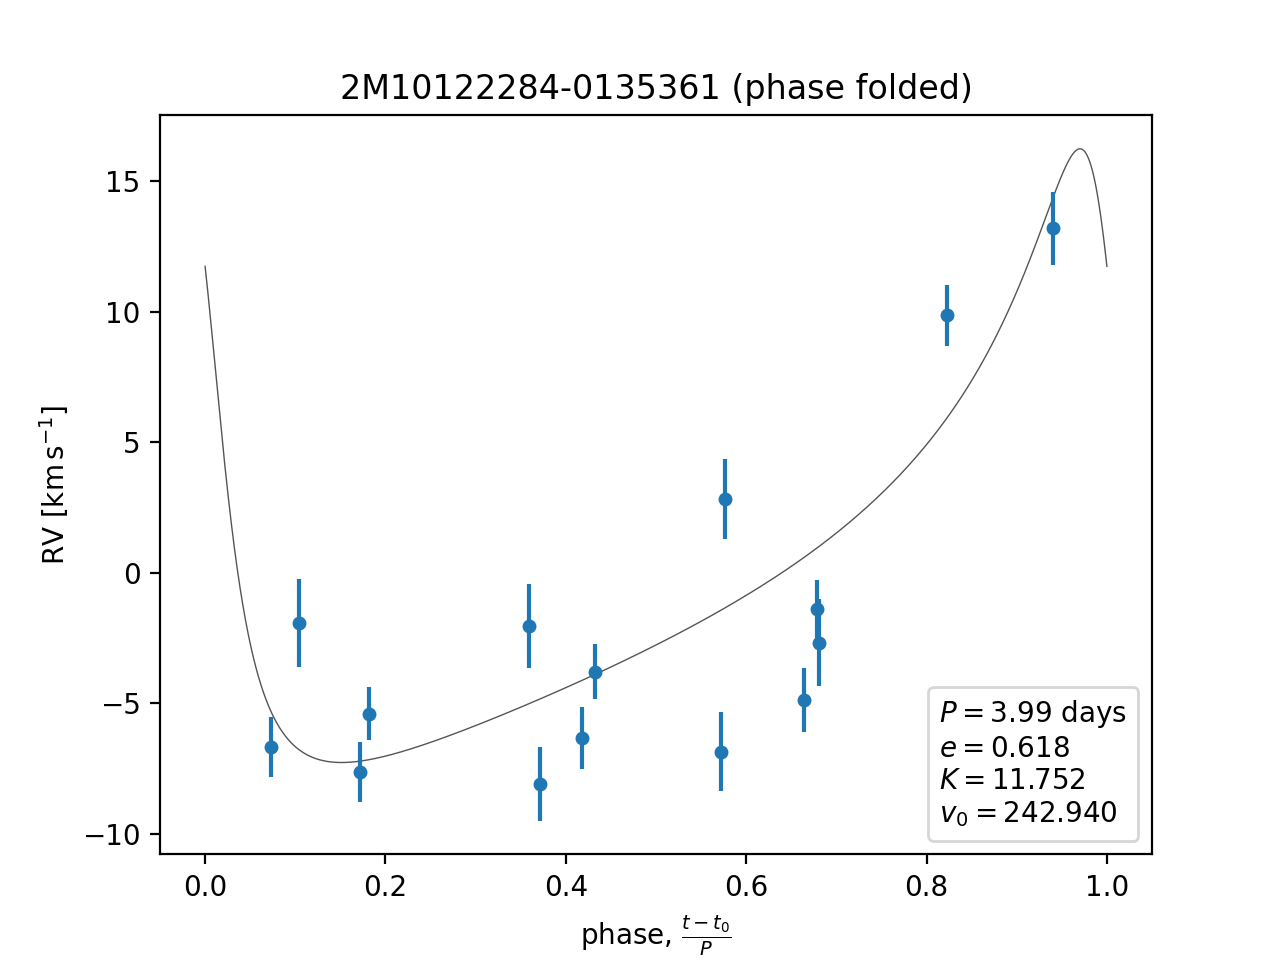 2M10122284-0135361 (phase folded)
15
10
5
0
−5
−10
RV [km s⁻¹]
P = 3.99 days
e = 0.618
K = 11.752
v₀ = 242.940
0.0 0.2 0.4 0.6 0.8 1.0
phase, (t − t₀)/P